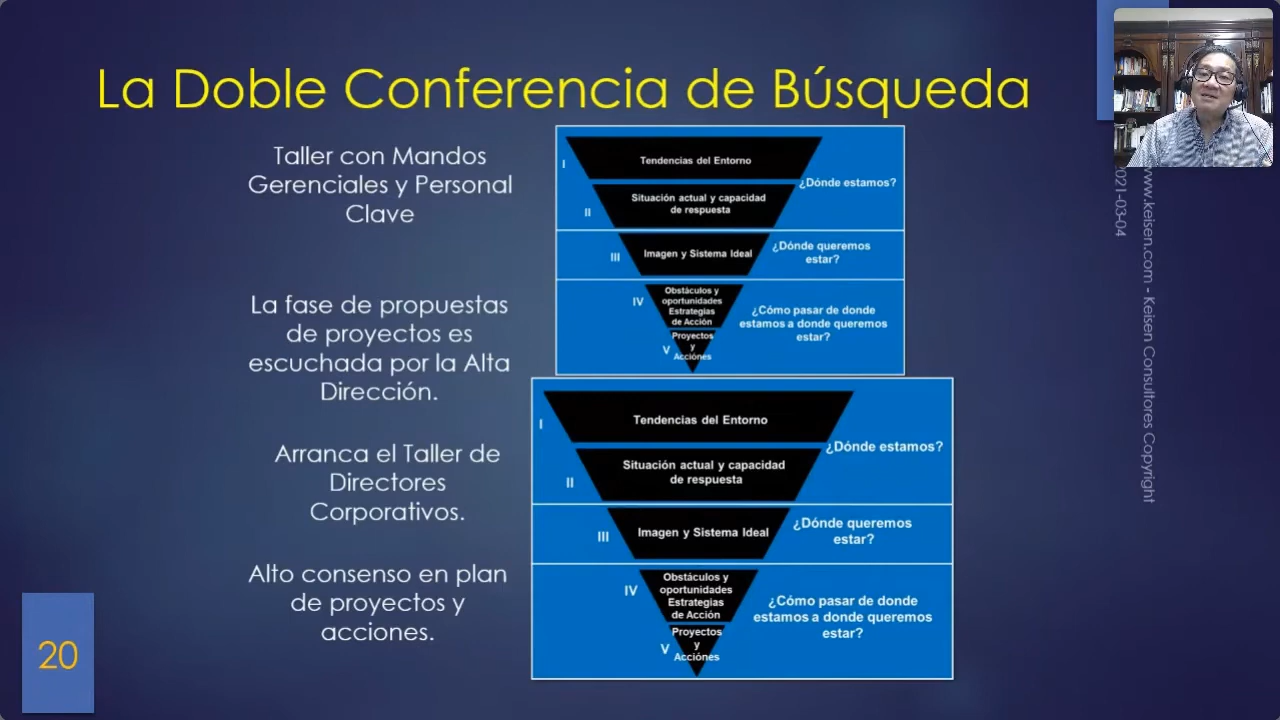 La Doble Conferencia de Búsqueda
Taller con Mandos
Gerenciales y Personal
Clave
La fase de propuestas
de proyectos es
escuchada por la Alta
Dirección.
Arranca el Taller de
Directores
Corporativos.
Alto consenso en plan
de proyectos y
acciones.
I
Tendencias del Entorno
¿Dónde estamos?
II
Situación actual y capacidad
de respuesta
III
Imagen y Sistema Ideal
¿Dónde queremos
estar?
IV
Obstáculos y
oportunidades
Estrategias
de Acción
¿Cómo pasar de donde
estamos a donde queremos
estar?
V
Proyectos
y
Acciónes
I
Tendencias del Entorno
¿Dónde estamos?
II
Situación actual y capacidad
de respuesta
III
Imagen y Sistema Ideal
¿Dónde queremos
estar?
IV
Obstáculos y
oportunidades
Estrategias
de Acción
¿Cómo pasar de donde
estamos a donde queremos
estar?
V
Proyectos
y
Acciónes
www.keisen.com - Keisen Consultores Copyright
2021-03-04
20